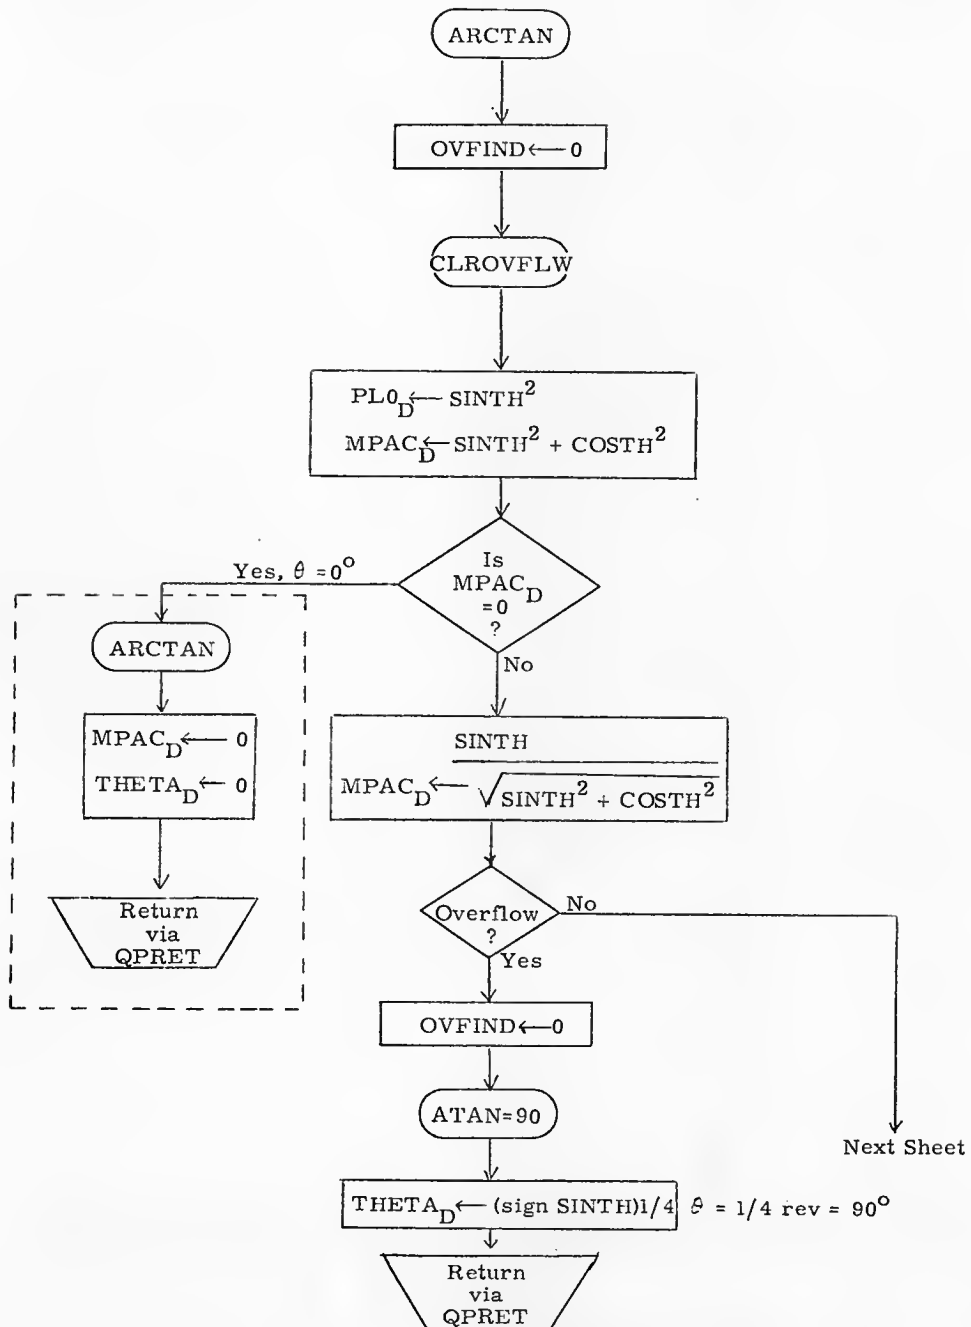 ARCTAN
OVFIND ← 0
CLROVFLW
PL0D ← SINTH²
MPACD ← SINTH² + COSTH²
Is
MPACD
=0
?
Yes, θ = 0°
No
ARCTAN
MPACD ← 0
THETAD ← 0
Return
via
QPRET
SINTH
MPACD ← √SINTH² + COSTH²
Overflow
?
No
Yes
OVFIND ← 0
ATAN=90
Next Sheet
THETAD ← (sign SINTH)1/4 θ = 1/4 rev = 90°
Return
via
QPRET